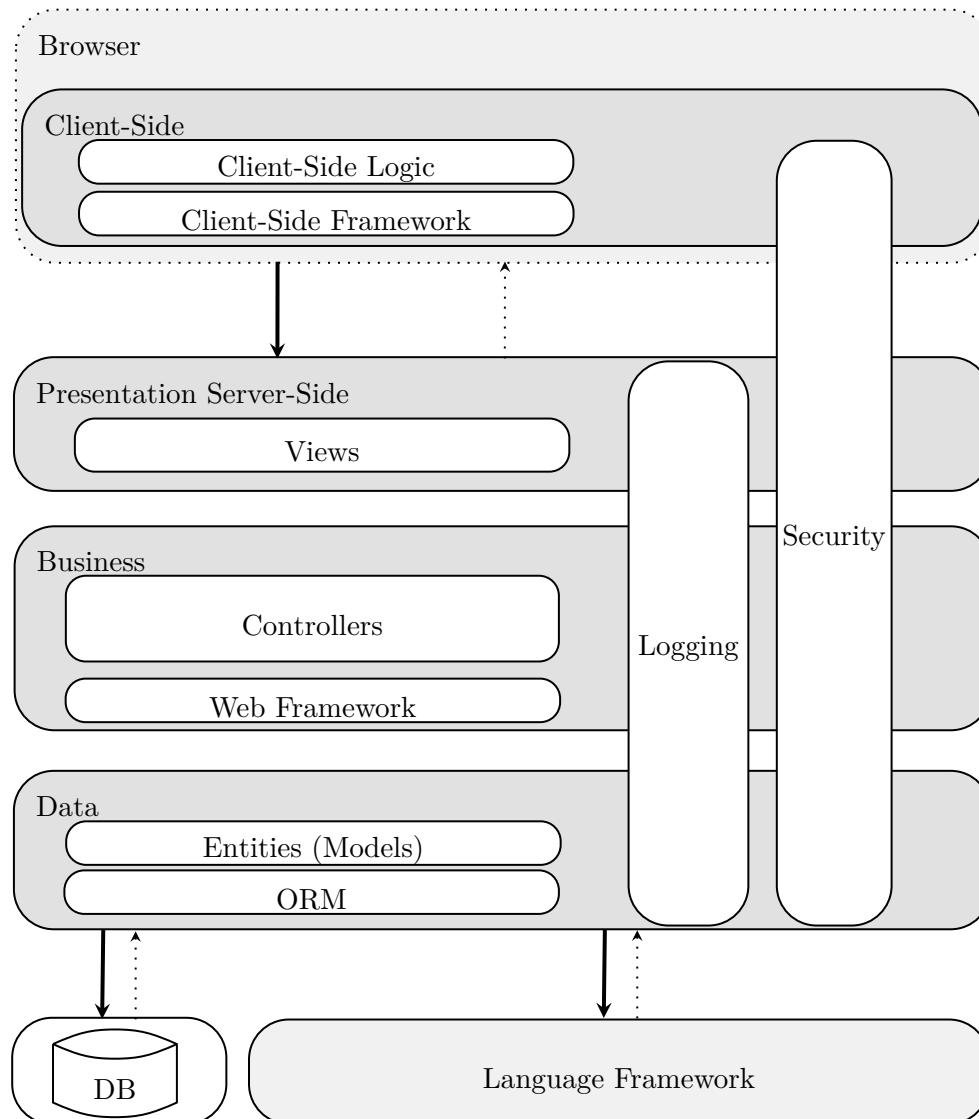 Browser
Client-Side
Client-Side Logic
Client-Side Framework
Presentation Server-Side
Views
Security
Business
Controllers
Logging
Web Framework
Data
Entities (Models)
ORM
DB
Language Framework